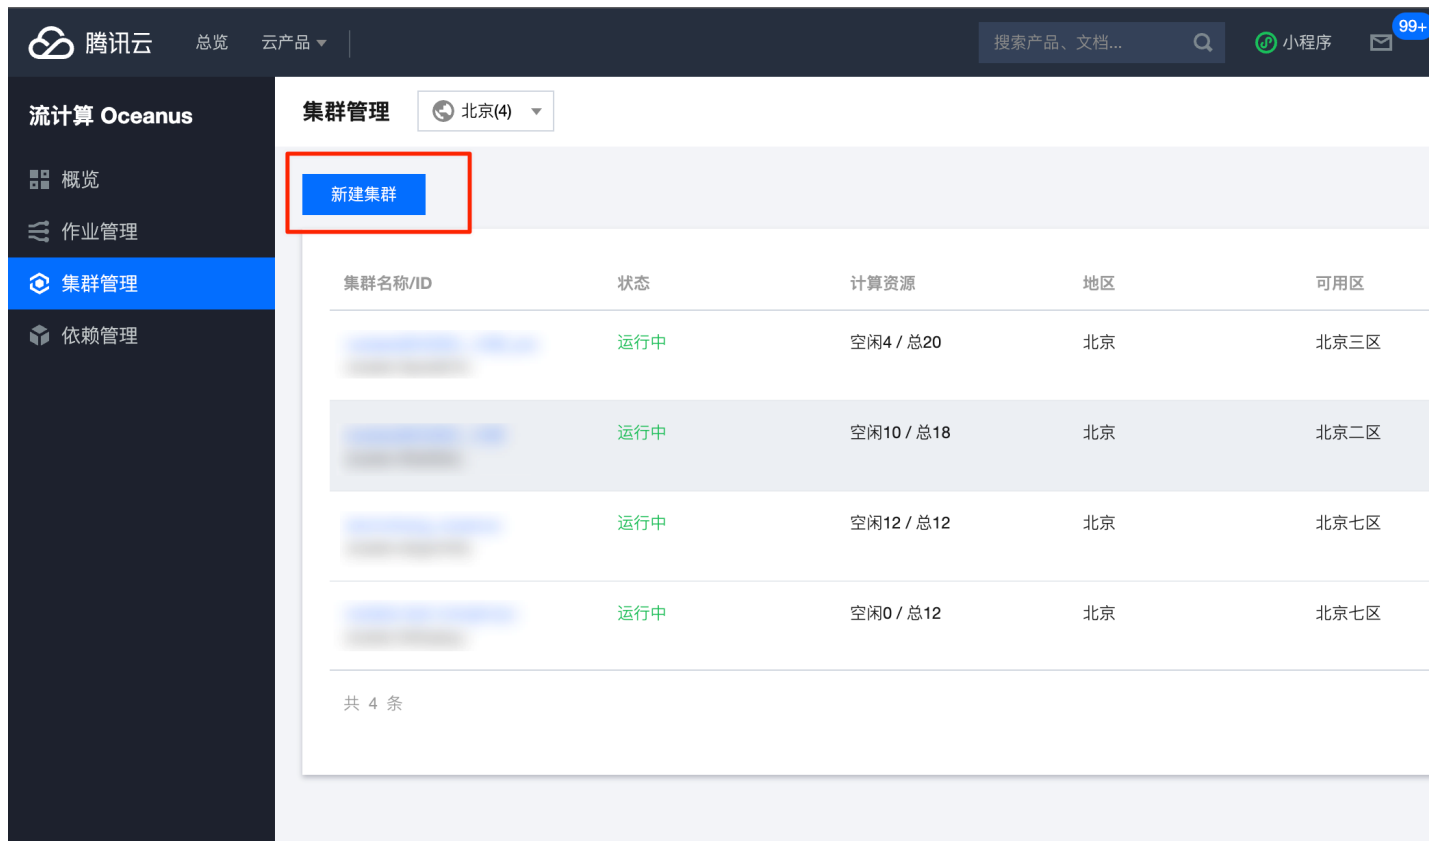 腾讯云 总览 云产品 搜索产品、文档... 小程序 99+
流计算 Oceanus
概览
作业管理
集群管理
依赖管理
集群管理 北京(4)
新建集群
集群名称/ID 状态 计算资源 地区 可用区
运行中 空闲4 / 总20 北京 北京三区
运行中 空闲10 / 总18 北京 北京二区
运行中 空闲12 / 总12 北京 北京七区
运行中 空闲0 / 总12 北京 北京七区
共 4 条